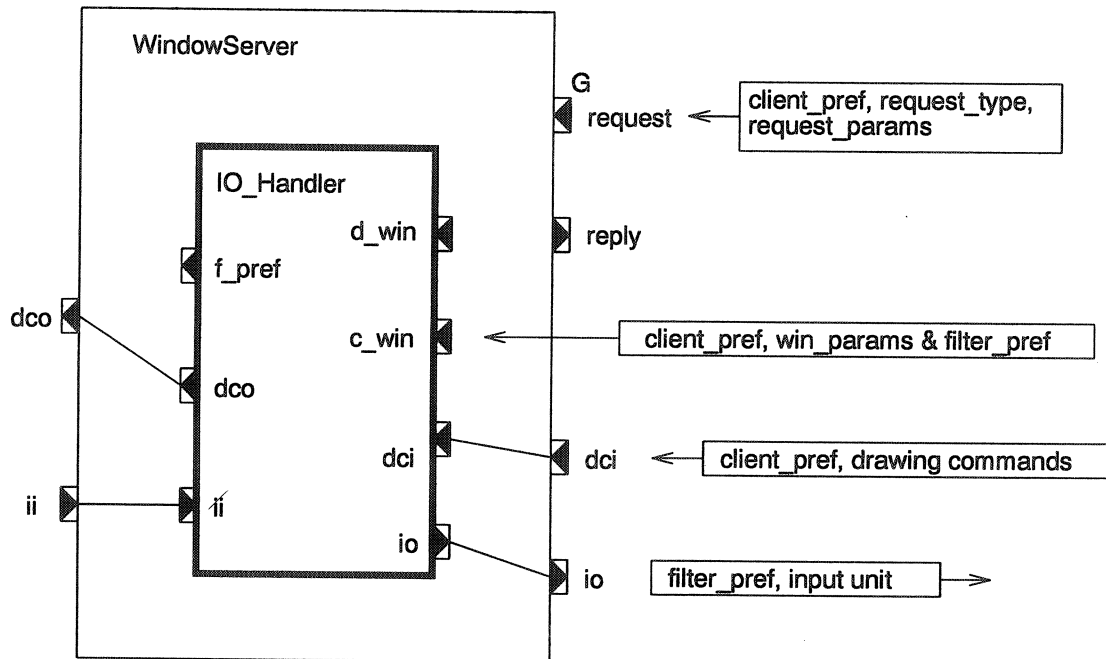 WindowServer
G
request
client_pref, request_type,
request_params
IO_Handler
d_win
reply
f_pref
dco
c_win
client_pref, win_params & filter_pref
dco
dci
dci
client_pref, drawing commands
ii
ii
io
io
filter_pref, input unit